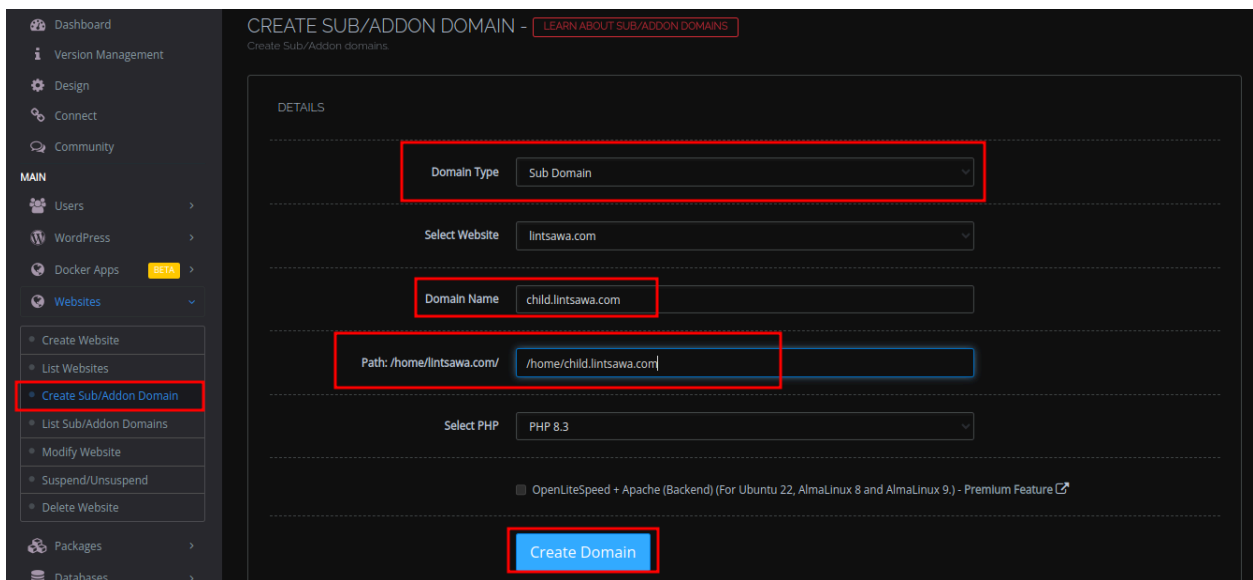 Dashboard
Version Management
Design
Connect
Community
MAIN
Users
WordPress
Docker Apps BETA
Websites
Create Website
List Websites
Create Sub/Addon Domain
List Sub/Addon Domains
Modify Website
Suspend/Unsuspend
Delete Website
Packages
Databases
CREATE SUB/ADDON DOMAIN - LEARN ABOUT SUB/ADDON DOMAINS
Create Sub/Addon domains.
DETAILS
Domain Type Sub Domain
Select Website lintsawa.com
Domain Name child.lintsawa.com
Path: /home/lintsawa.com/ /home/child.lintsawa.com
Select PHP PHP 8.3
OpenLiteSpeed + Apache (Backend) (For Ubuntu 22, AlmaLinux 8 and AlmaLinux 9.) - Premium Feature
Create Domain